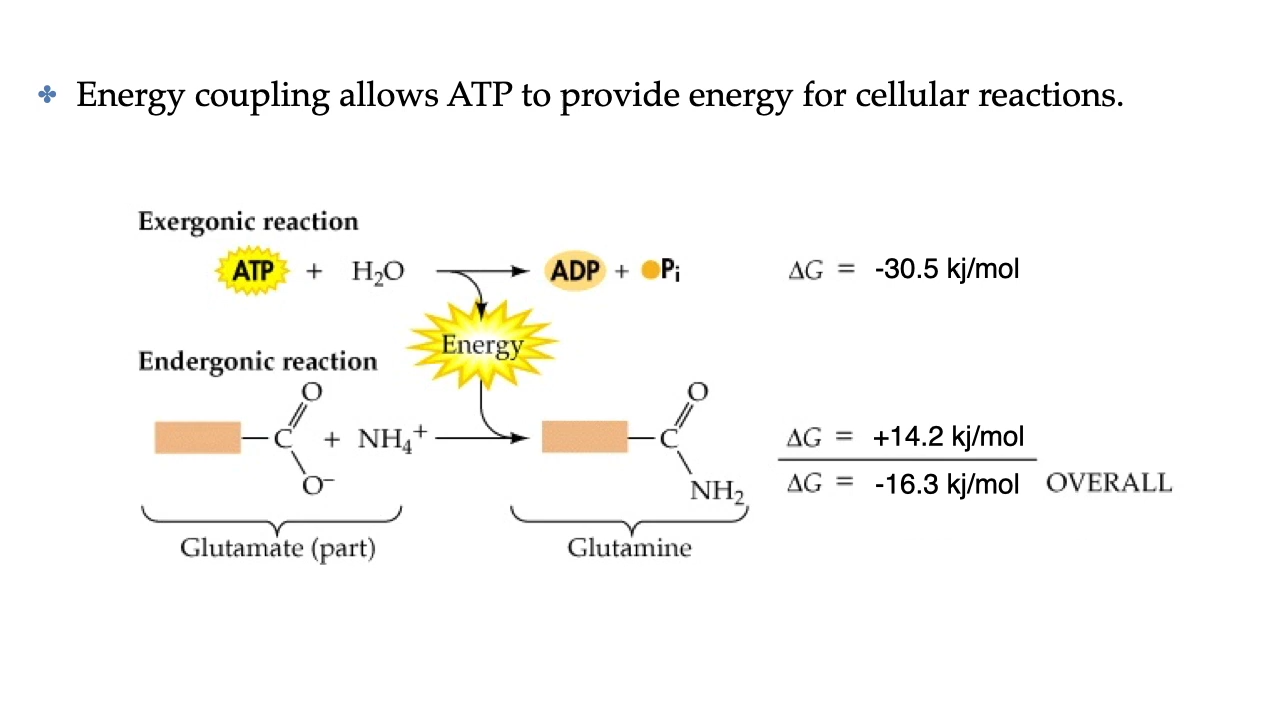 Energy coupling allows ATP to provide energy for cellular reactions.
Exergonic reaction
ATP + H₂O ADP + Pᵢ ΔG = -30.5 kj/mol
Energy
Endergonic reaction
O O
C + NH₄⁺ C ΔG = +14.2 kj/mol
O⁻ NH₂ ΔG = -16.3 kj/mol OVERALL
Glutamate (part) Glutamine